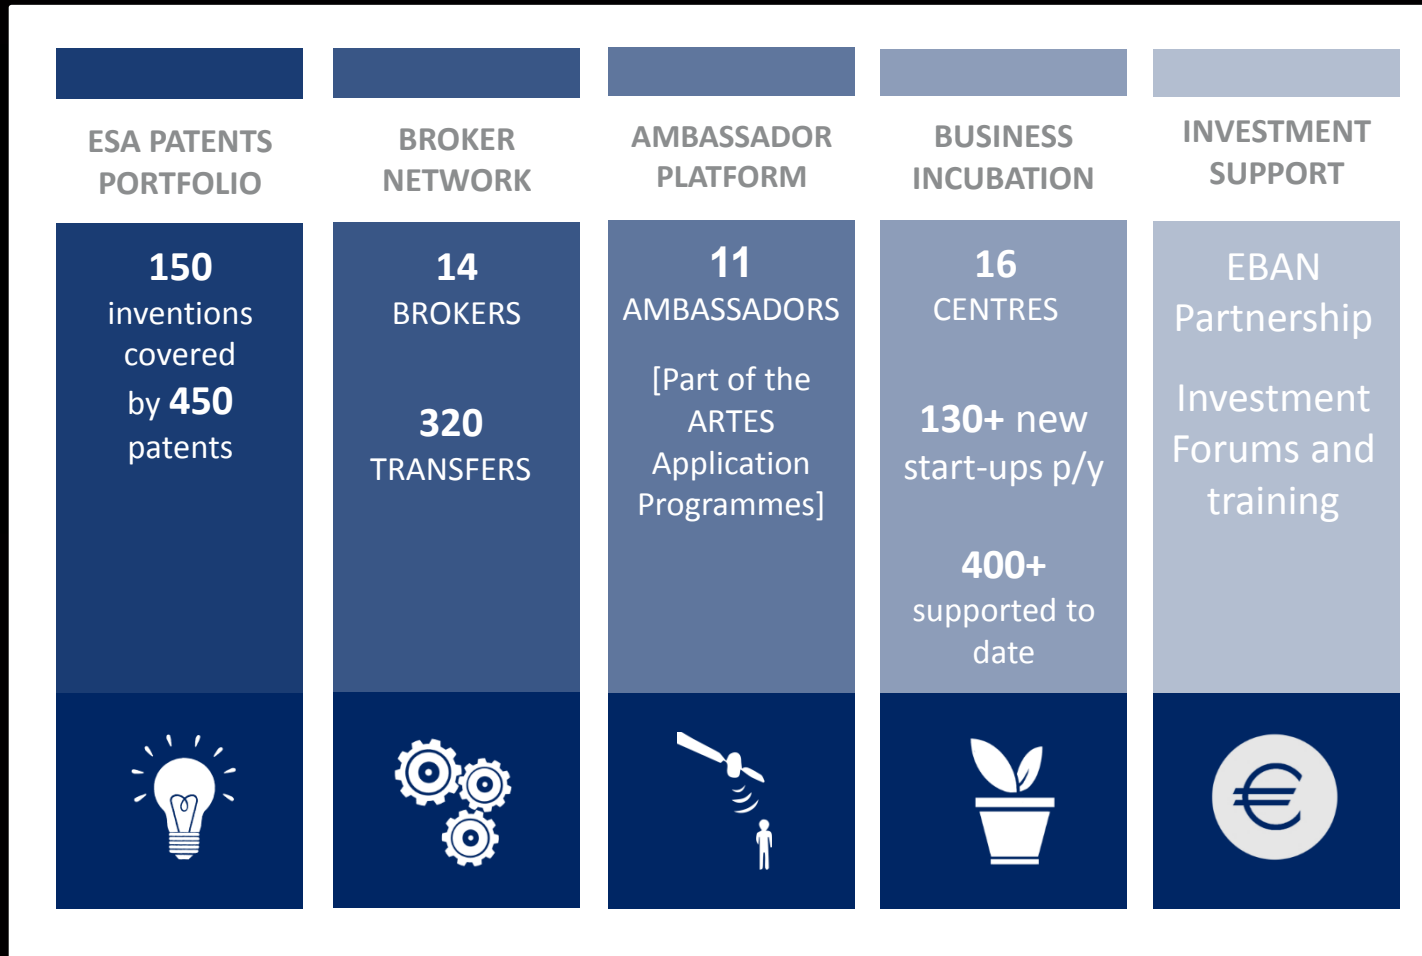 ESA PATENTS
PORTFOLIO
150
inventions
covered
by 450
patents
BROKER
NETWORK
14
BROKERS
320
TRANSFERS
AMBASSADOR
PLATFORM
11
AMBASSADORS
[Part of the
ARTES
Application
Programmes]
BUSINESS
INCUBATION
16
CENTRES
130+ new
start-ups p/y
400+
supported to
date
INVESTMENT
SUPPORT
EBAN
Partnership
Investment
Forums and
training
€